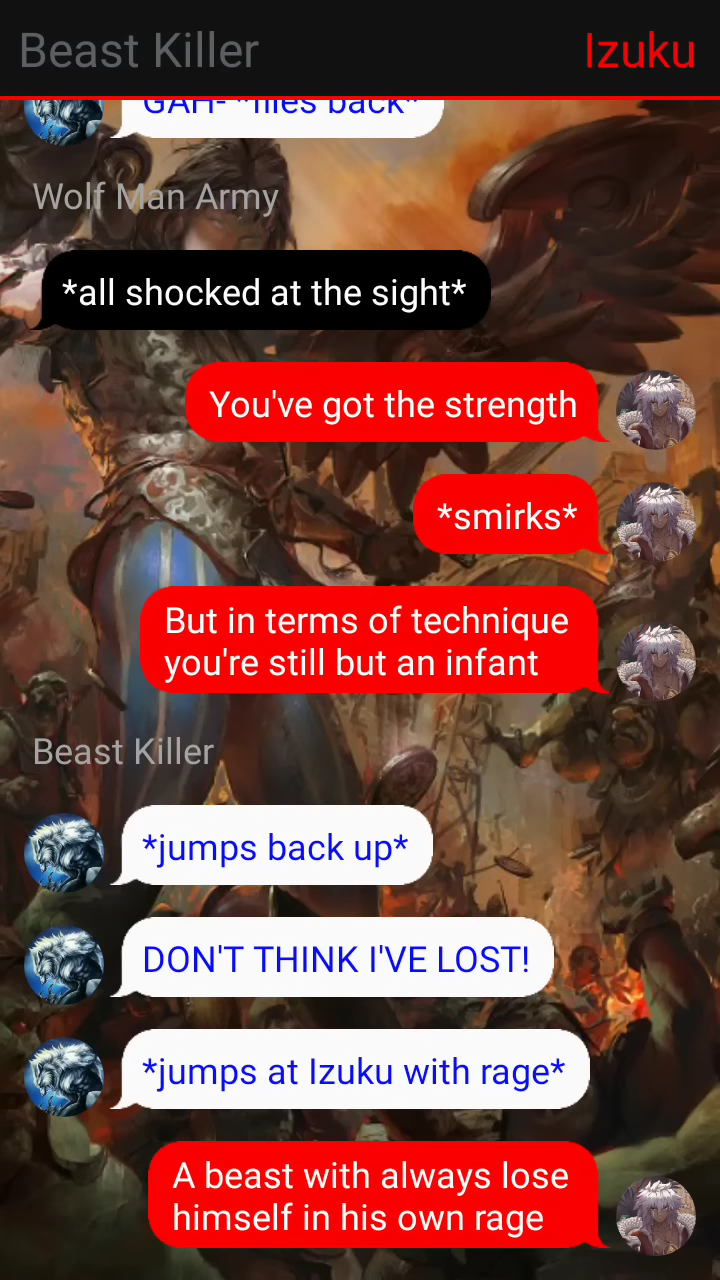 Beast Killer
Izuku
GAH- *flies back*
Wolf Man Army
*all shocked at the sight*
You've got the strength
*smirks*
But in terms of technique
you're still but an infant
Beast Killer
*jumps back up*
DON'T THINK I'VE LOST!
*jumps at Izuku with rage*
A beast with always lose
himself in his own rage